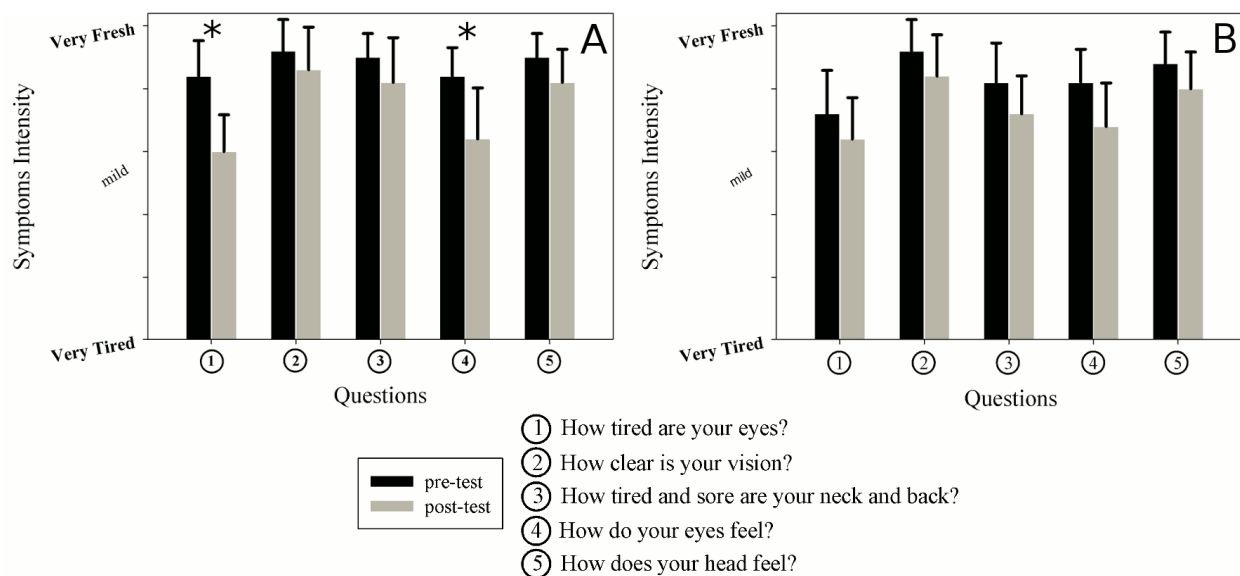 Very Fresh
mild
Very Tired
Symptoms Intensity
* * A
1 2 3 4 5
Questions
Very Fresh
mild
Very Tired
Symptoms Intensity
B
1 2 3 4 5
Questions
pre-test
post-test
1 How tired are your eyes?
2 How clear is your vision?
3 How tired and sore are your neck and back?
4 How do your eyes feel?
5 How does your head feel?